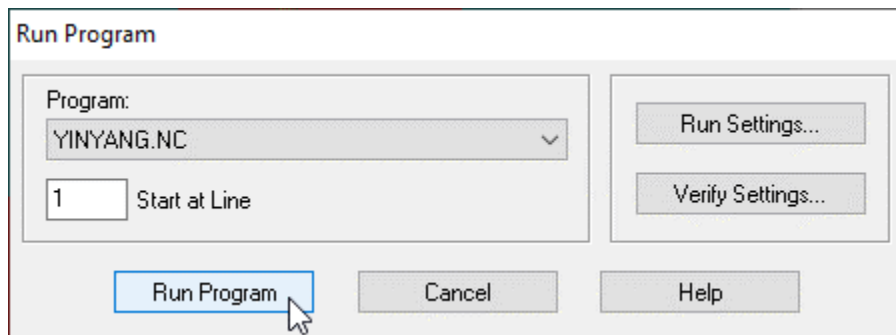 Run Program
Program:
YINYANG.NC
1 Start at Line
Run Settings...
Verify Settings...
Run Program Cancel Help